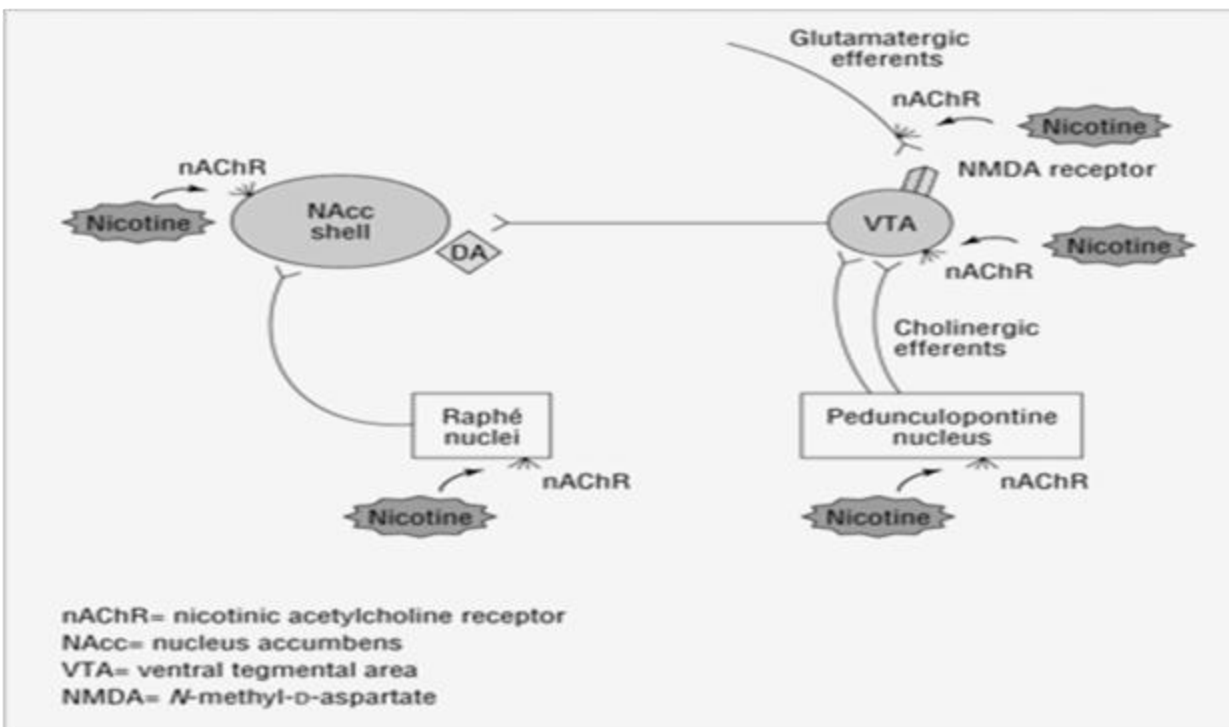 Glutamatergic
efferents
nAChR
Nicotine
NMDA receptor
nAChR
Nicotine
NAcc
shell
DA
VTA
Nicotine
nAChR
Cholinergic
efferents
Raphé
nuclei
nAChR
Nicotine
Pedunculopontine
nucleus
nAChR
Nicotine
nAChR= nicotinic acetylcholine receptor
NAcc= nucleus accumbens
VTA= ventral tegmental area
NMDA= N-methyl-D-aspartate